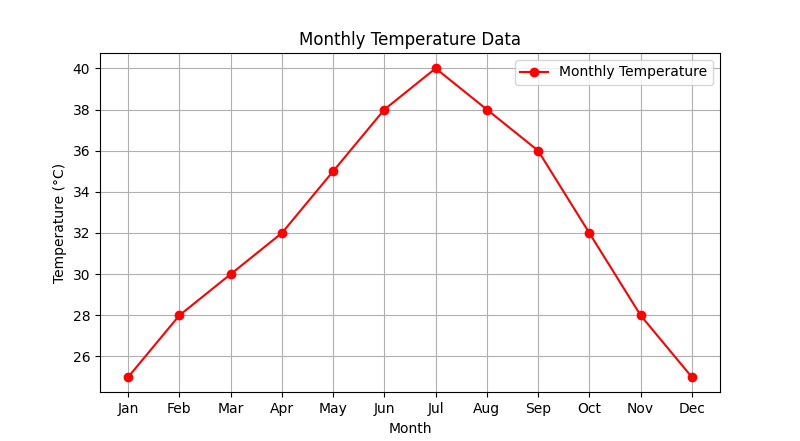 Monthly Temperature Data
Monthly Temperature
40
38
36
34
32
30
28
26
Temperature (°C)
Jan Feb Mar Apr May Jun Jul Aug Sep Oct Nov Dec
Month